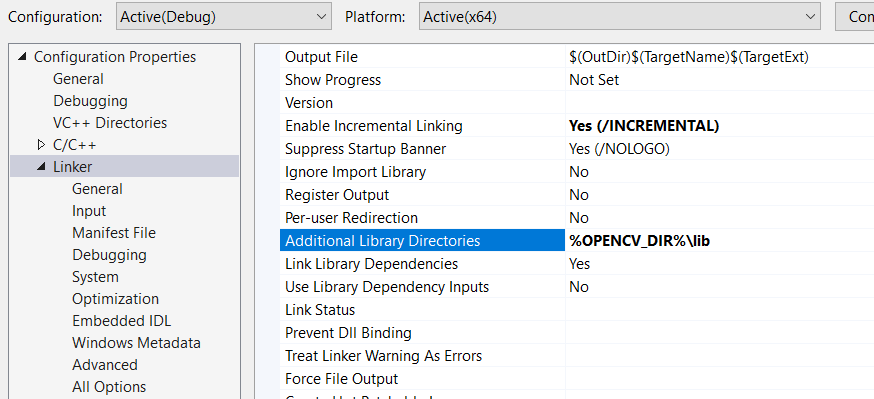 Configuration: Active(Debug) Platform: Active(x64) Con
Configuration Properties
General
Debugging
VC++ Directories
C/C++
Linker
General
Input
Manifest File
Debugging
System
Optimization
Embedded IDL
Windows Metadata
Advanced
All Options
Output File $(OutDir)$(TargetName)$(TargetExt)
Show Progress Not Set
Version
Enable Incremental Linking Yes (/INCREMENTAL)
Suppress Startup Banner Yes (/NOLOGO)
Ignore Import Library No
Register Output No
Per-user Redirection No
Additional Library Directories %OPENCV_DIR%\lib
Link Library Dependencies Yes
Use Library Dependency Inputs No
Link Status
Prevent Dll Binding
Treat Linker Warning As Errors
Force File Output